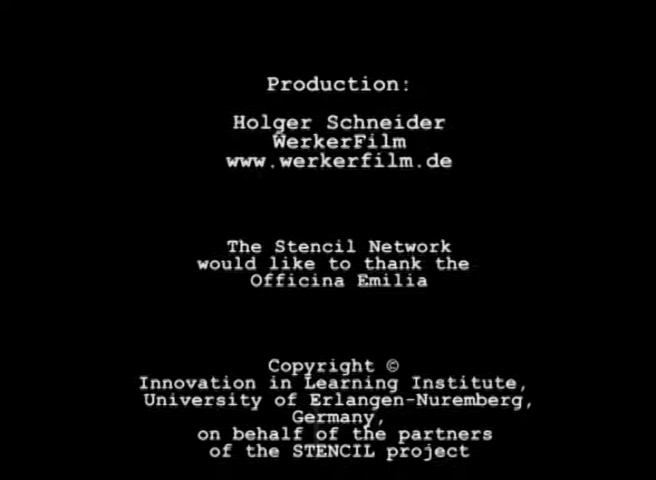 Production:
Holger Schneider
WerkerFilm
www.werkerfilm.de
The Stencil Network
would like to thank the
Officina Emilia
Copyright ©
Innovation in Learning Institute,
University of Erlangen-Nuremberg,
Germany,
on behalf of the partners
of the STENCIL project